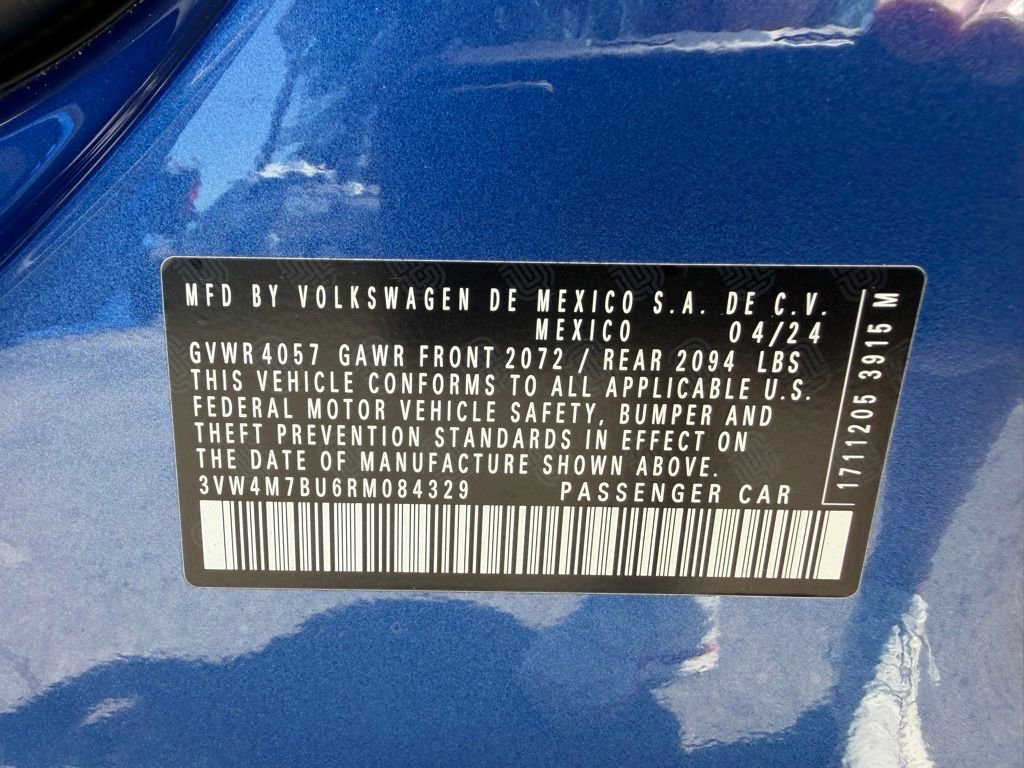 MFD BY VOLKSWAGEN DE MEXICO S.A. DE C.V.
MEXICO 04/24
GVWR 4057 GAWR FRONT 2072 / REAR 2094 LBS
THIS VEHICLE CONFORMS TO ALL APPLICABLE U.S.
FEDERAL MOTOR VEHICLE SAFETY, BUMPER AND
THEFT PREVENTION STANDARDS IN EFFECT ON
THE DATE OF MANUFACTURE SHOWN ABOVE.
3VW4M7BU6RM084329 PASSENGER CAR
1711205 3915 M